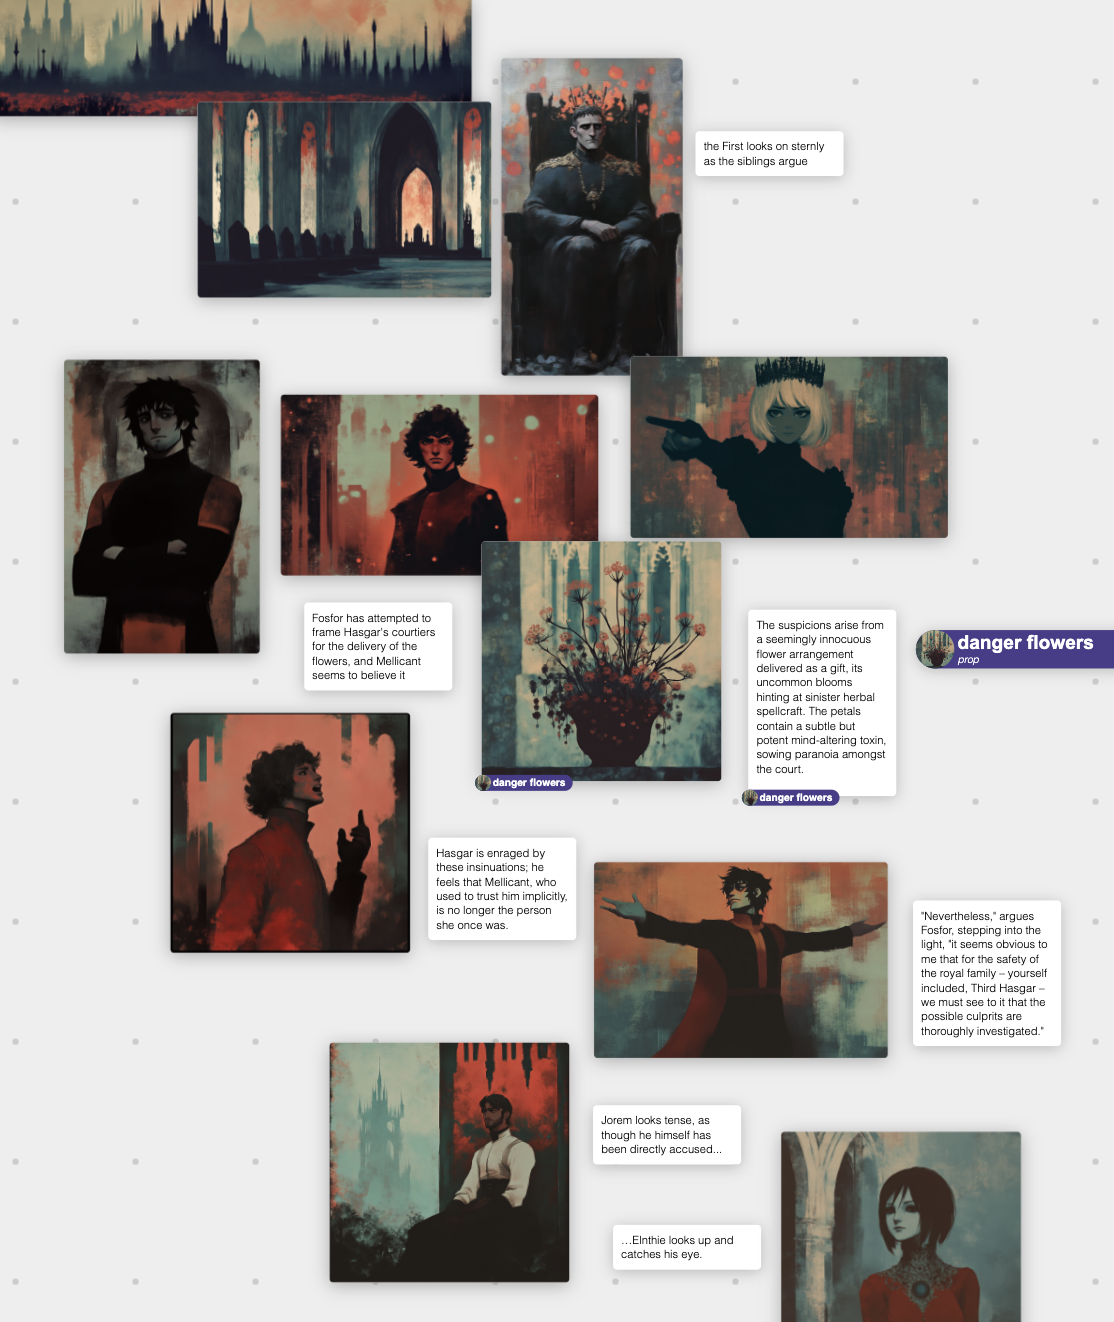 the First looks on sternly
as the siblings argue
Fosfor has attempted to
frame Hasgar's courtiers
for the delivery of the
flowers, and Mellicant
seems to believe it
The suspicions arise from
a seemingly innocuous
flower arrangement
delivered as a gift, its
uncommon blooms
hinting at sinister herbal
spellcraft. The petals
contain a subtle but
potent mind-altering toxin,
sowing paranoia amongst
the court.
danger flowers
prop
danger flowers
danger flowers
Hasgar is enraged by
these insinuations; he
feels that Mellicant, who
used to trust him implicitly,
is no longer the person
she once was.
"Nevertheless," argues
Fosfor, stepping into the
light, "it seems obvious to
me that for the safety of
the royal family – yourself
included, Third Hasgar –
we must see to it that the
possible culprits are
thoroughly investigated."
Jorem looks tense, as
though he himself has
been directly accused...
…Elnthie looks up and
catches his eye.